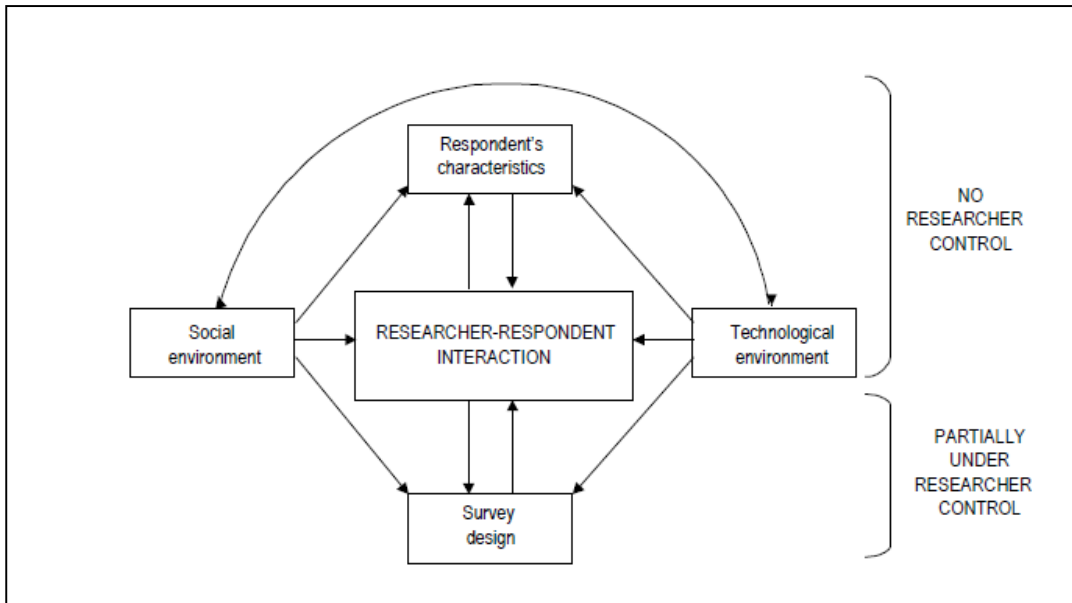 Respondent's
characteristics
NO
RESEARCHER
CONTROL
Social
environment
RESEARCHER-RESPONDENT
INTERACTION
Technological
environment
PARTIALLY
UNDER
RESEARCHER
CONTROL
Survey
design